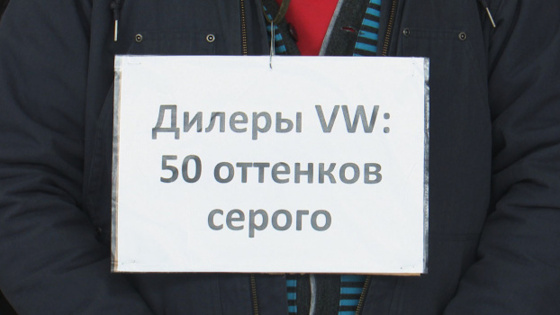 Дилеры VW:
50 оттенков
серого